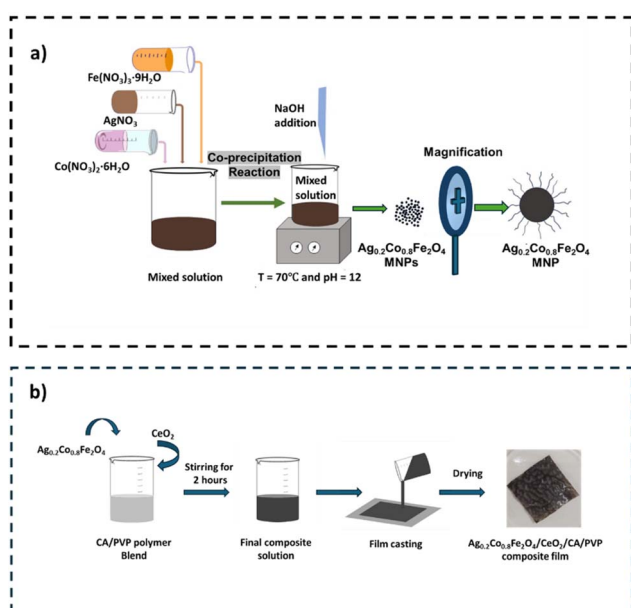 a)
Fe(NO₃)₃·9H₂O
AgNO₃
Co(NO₃)₂·6H₂O
Mixed solution
Co-precipitation
Reaction
NaOH
addition
Mixed
solution
T = 70°C and pH = 12
Ag₀.₂Co₀.₈Fe₂O₄
MNPs
Magnification
Ag₀.₂Co₀.₈Fe₂O₄
MNP
b)
Ag₀.₂Co₀.₈Fe₂O₄
CeO₂
CA/PVP polymer
Blend
Stirring for
2 hours
Final composite
solution
Film casting
Drying
Ag₀.₂Co₀.₈Fe₂O₄/CeO₂/CA/PVP
composite film